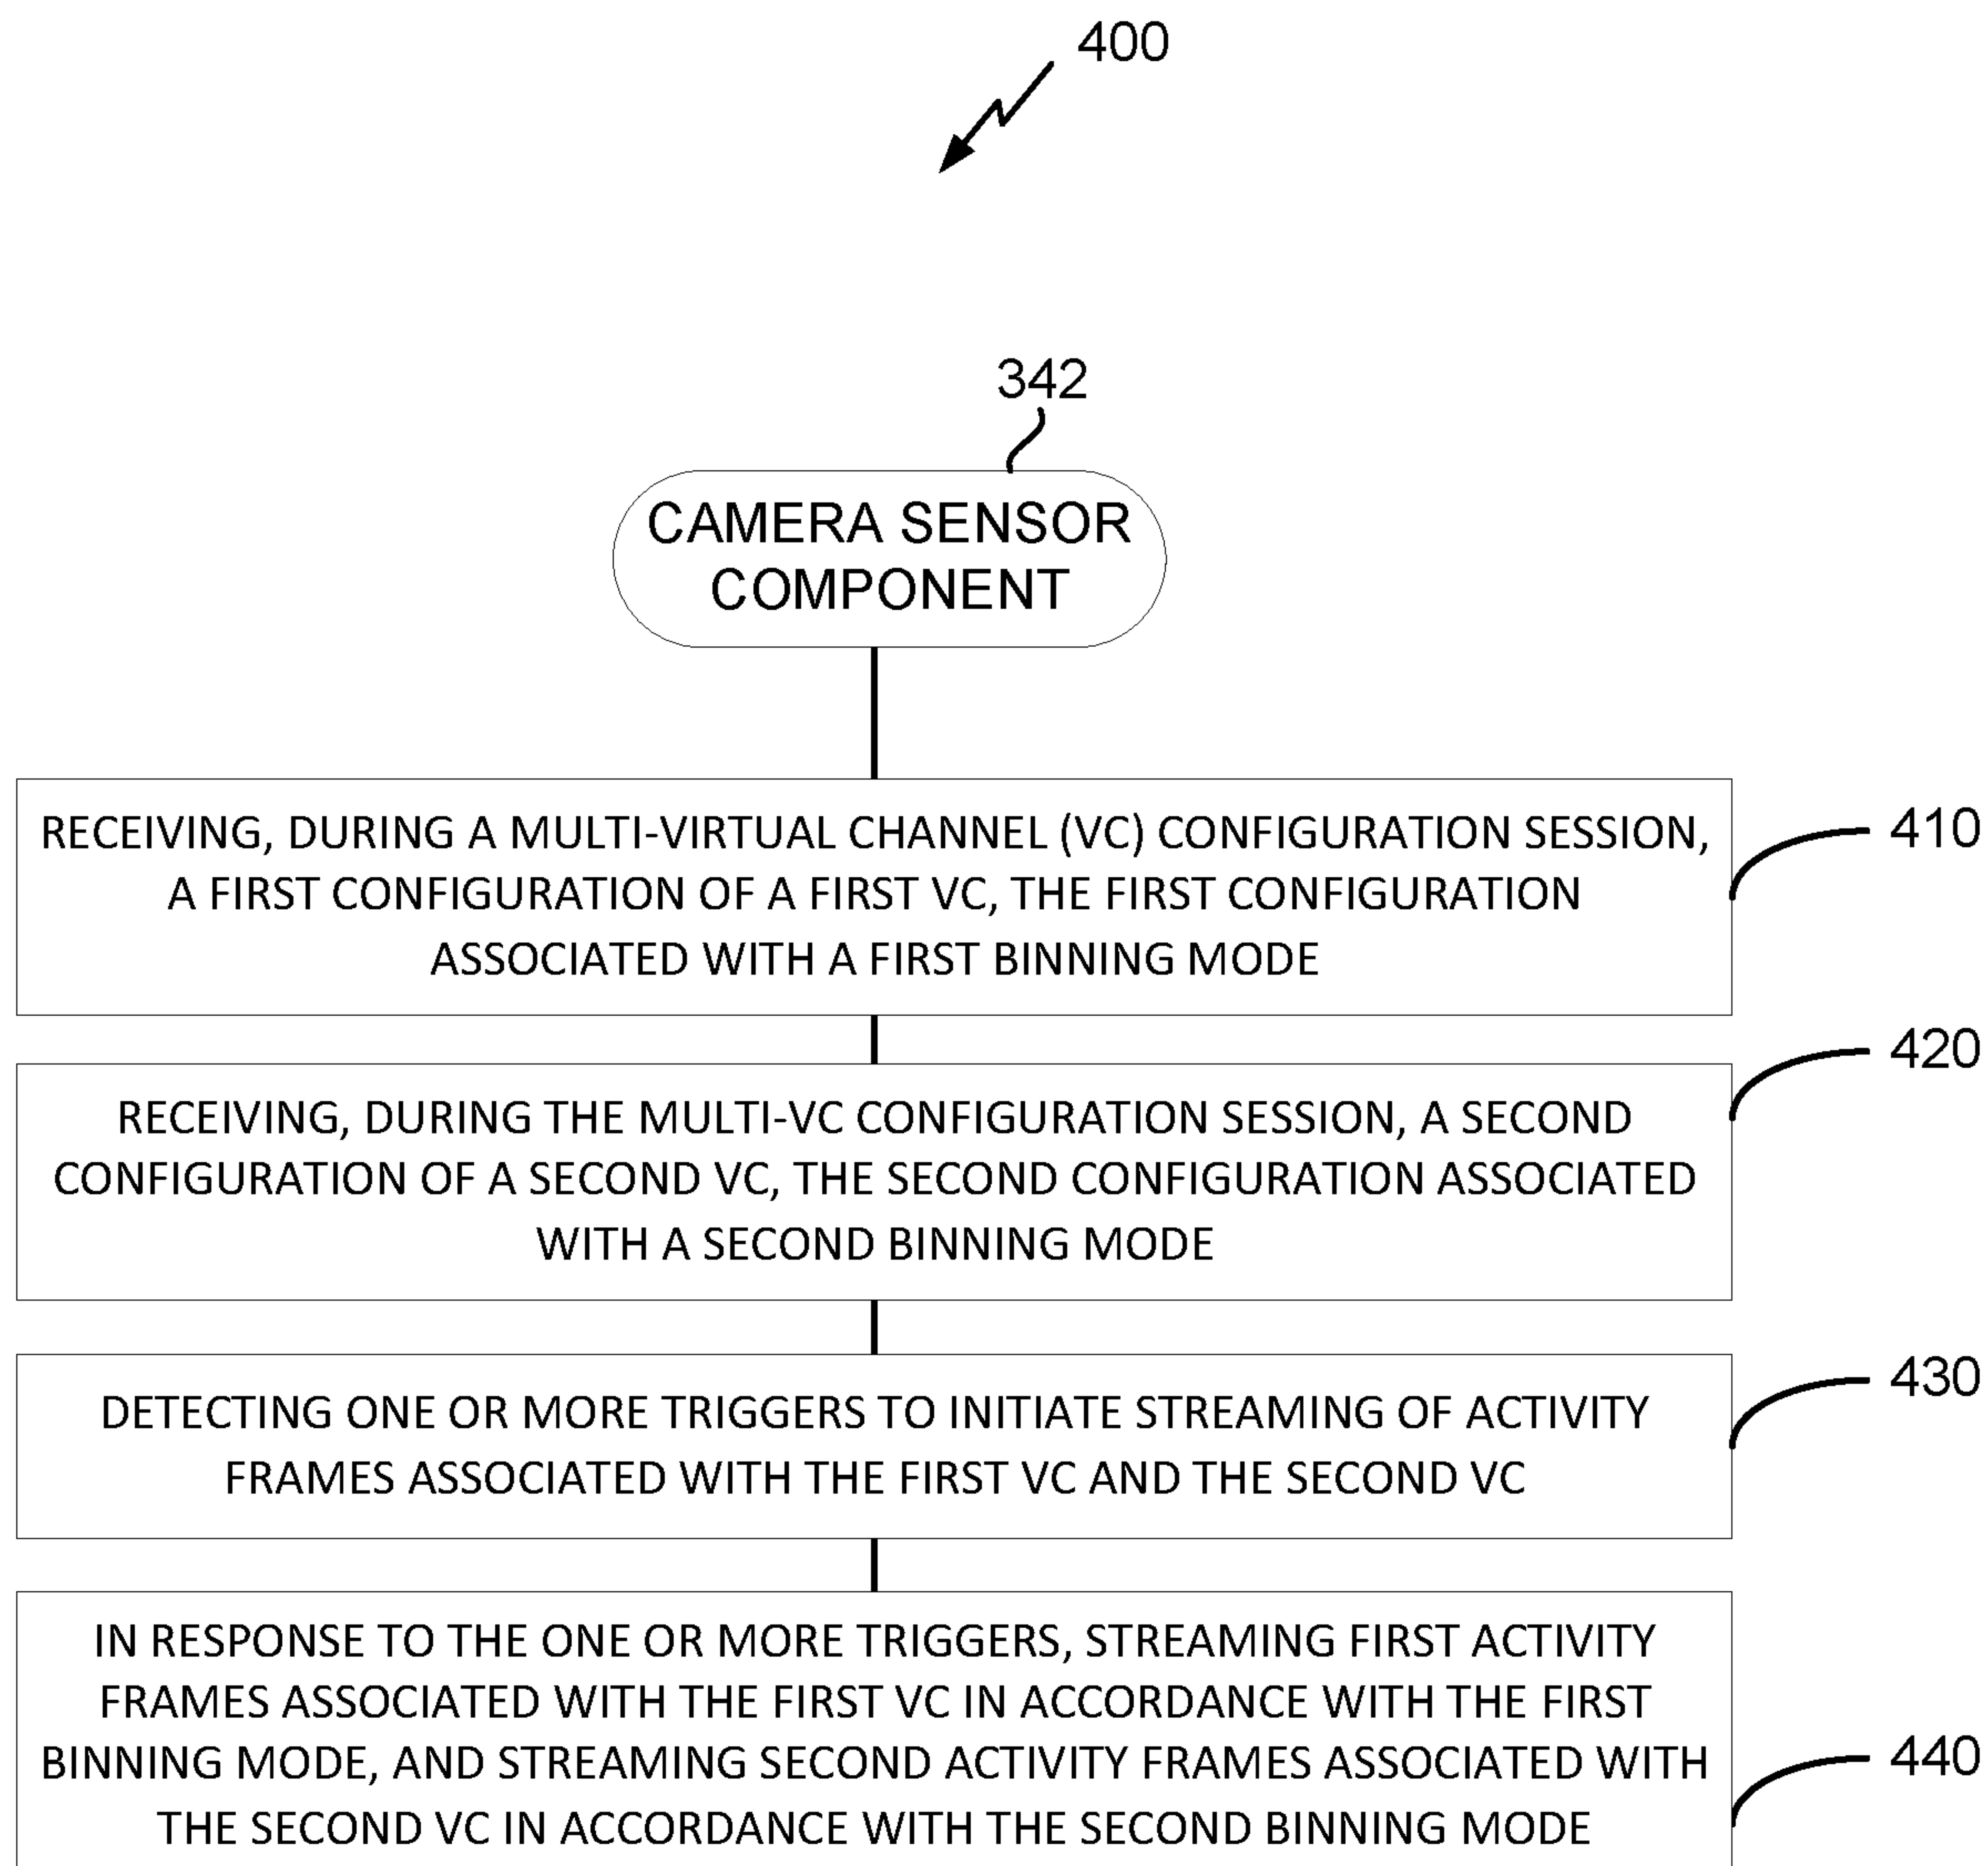 400
342
CAMERA SENSOR
COMPONENT
RECEIVING, DURING A MULTI-VIRTUAL CHANNEL (VC) CONFIGURATION SESSION,
A FIRST CONFIGURATION OF A FIRST VC, THE FIRST CONFIGURATION
ASSOCIATED WITH A FIRST BINNING MODE
410
RECEIVING, DURING THE MULTI-VC CONFIGURATION SESSION, A SECOND
CONFIGURATION OF A SECOND VC, THE SECOND CONFIGURATION ASSOCIATED
WITH A SECOND BINNING MODE
420
DETECTING ONE OR MORE TRIGGERS TO INITIATE STREAMING OF ACTIVITY
FRAMES ASSOCIATED WITH THE FIRST VC AND THE SECOND VC
430
IN RESPONSE TO THE ONE OR MORE TRIGGERS, STREAMING FIRST ACTIVITY
FRAMES ASSOCIATED WITH THE FIRST VC IN ACCORDANCE WITH THE FIRST
BINNING MODE, AND STREAMING SECOND ACTIVITY FRAMES ASSOCIATED WITH
THE SECOND VC IN ACCORDANCE WITH THE SECOND BINNING MODE
440